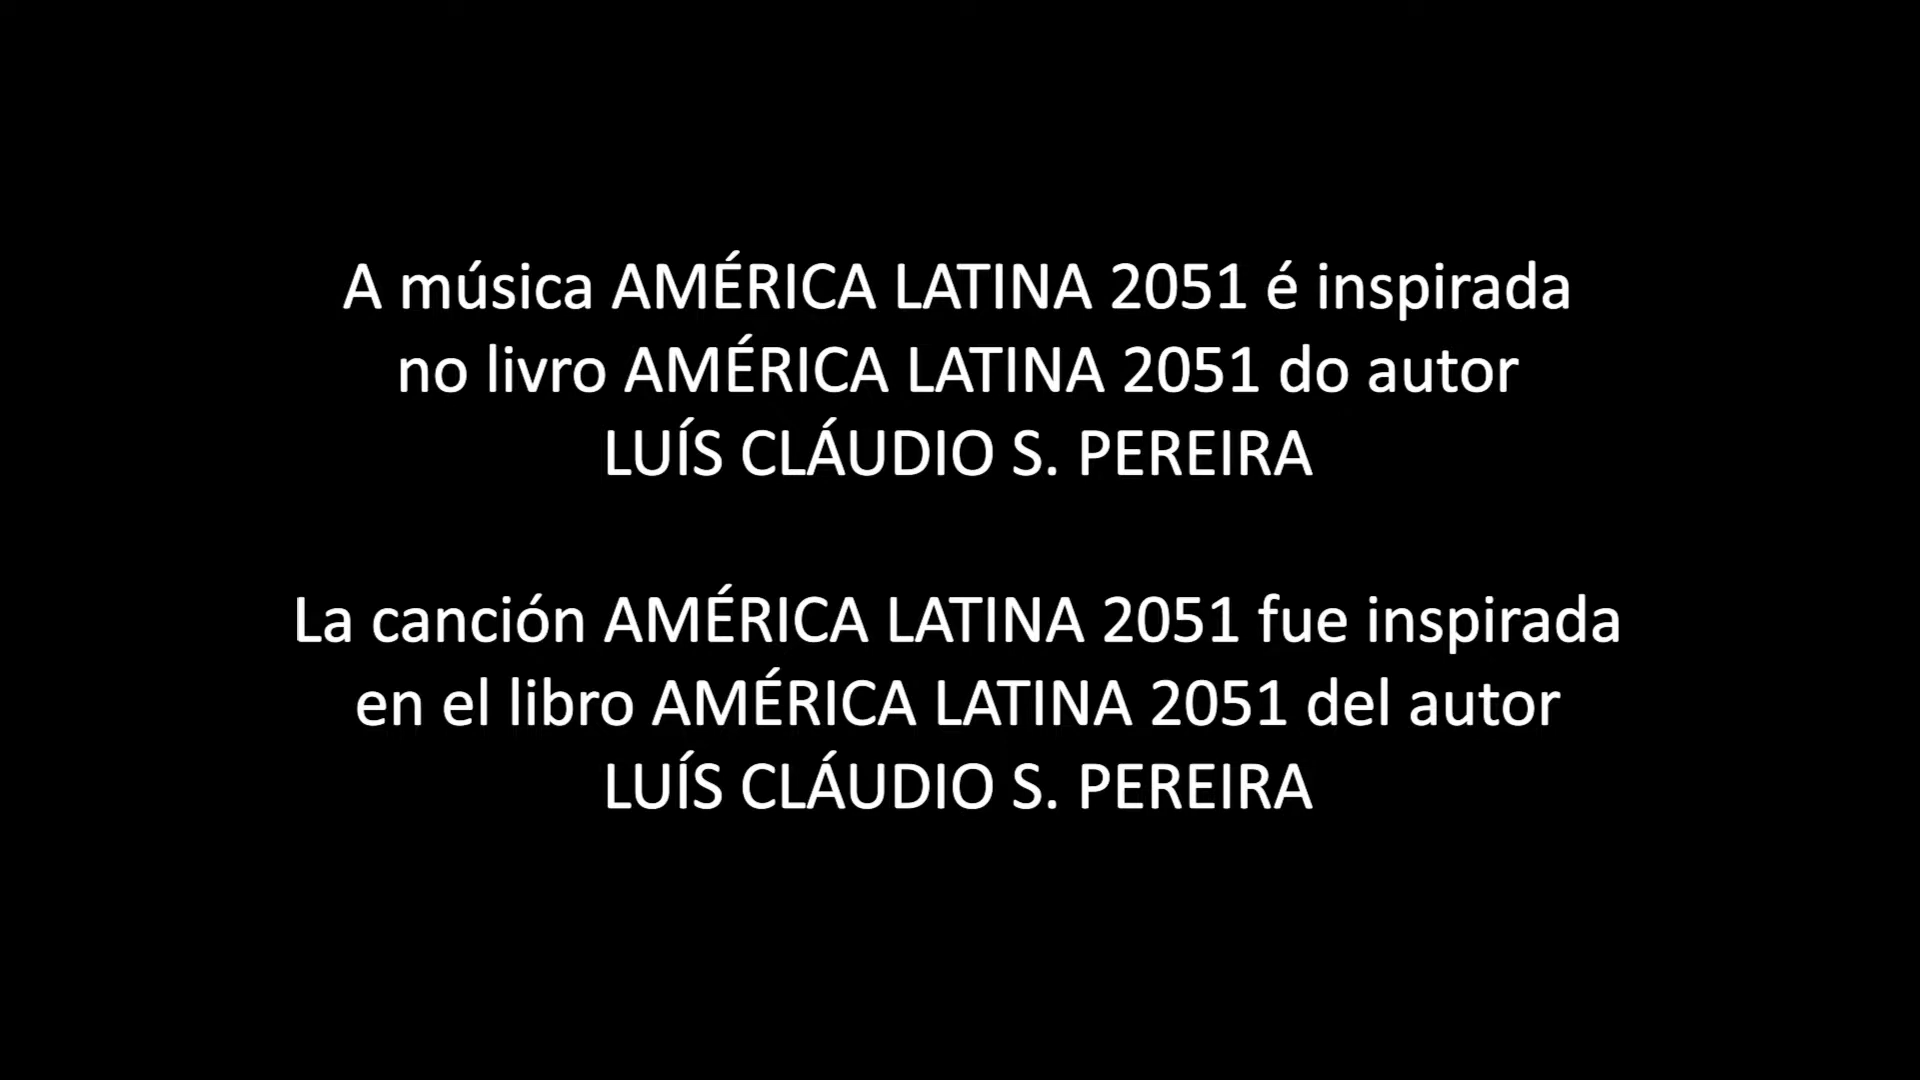 A música AMÉRICA LATINA 2051 é inspirada
no livro AMÉRICA LATINA 2051 do autor
LUÍS CLÁUDIO S. PEREIRA
La canción AMÉRICA LATINA 2051 fue inspirada
en el libro AMÉRICA LATINA 2051 del autor
LUÍS CLÁUDIO S. PEREIRA